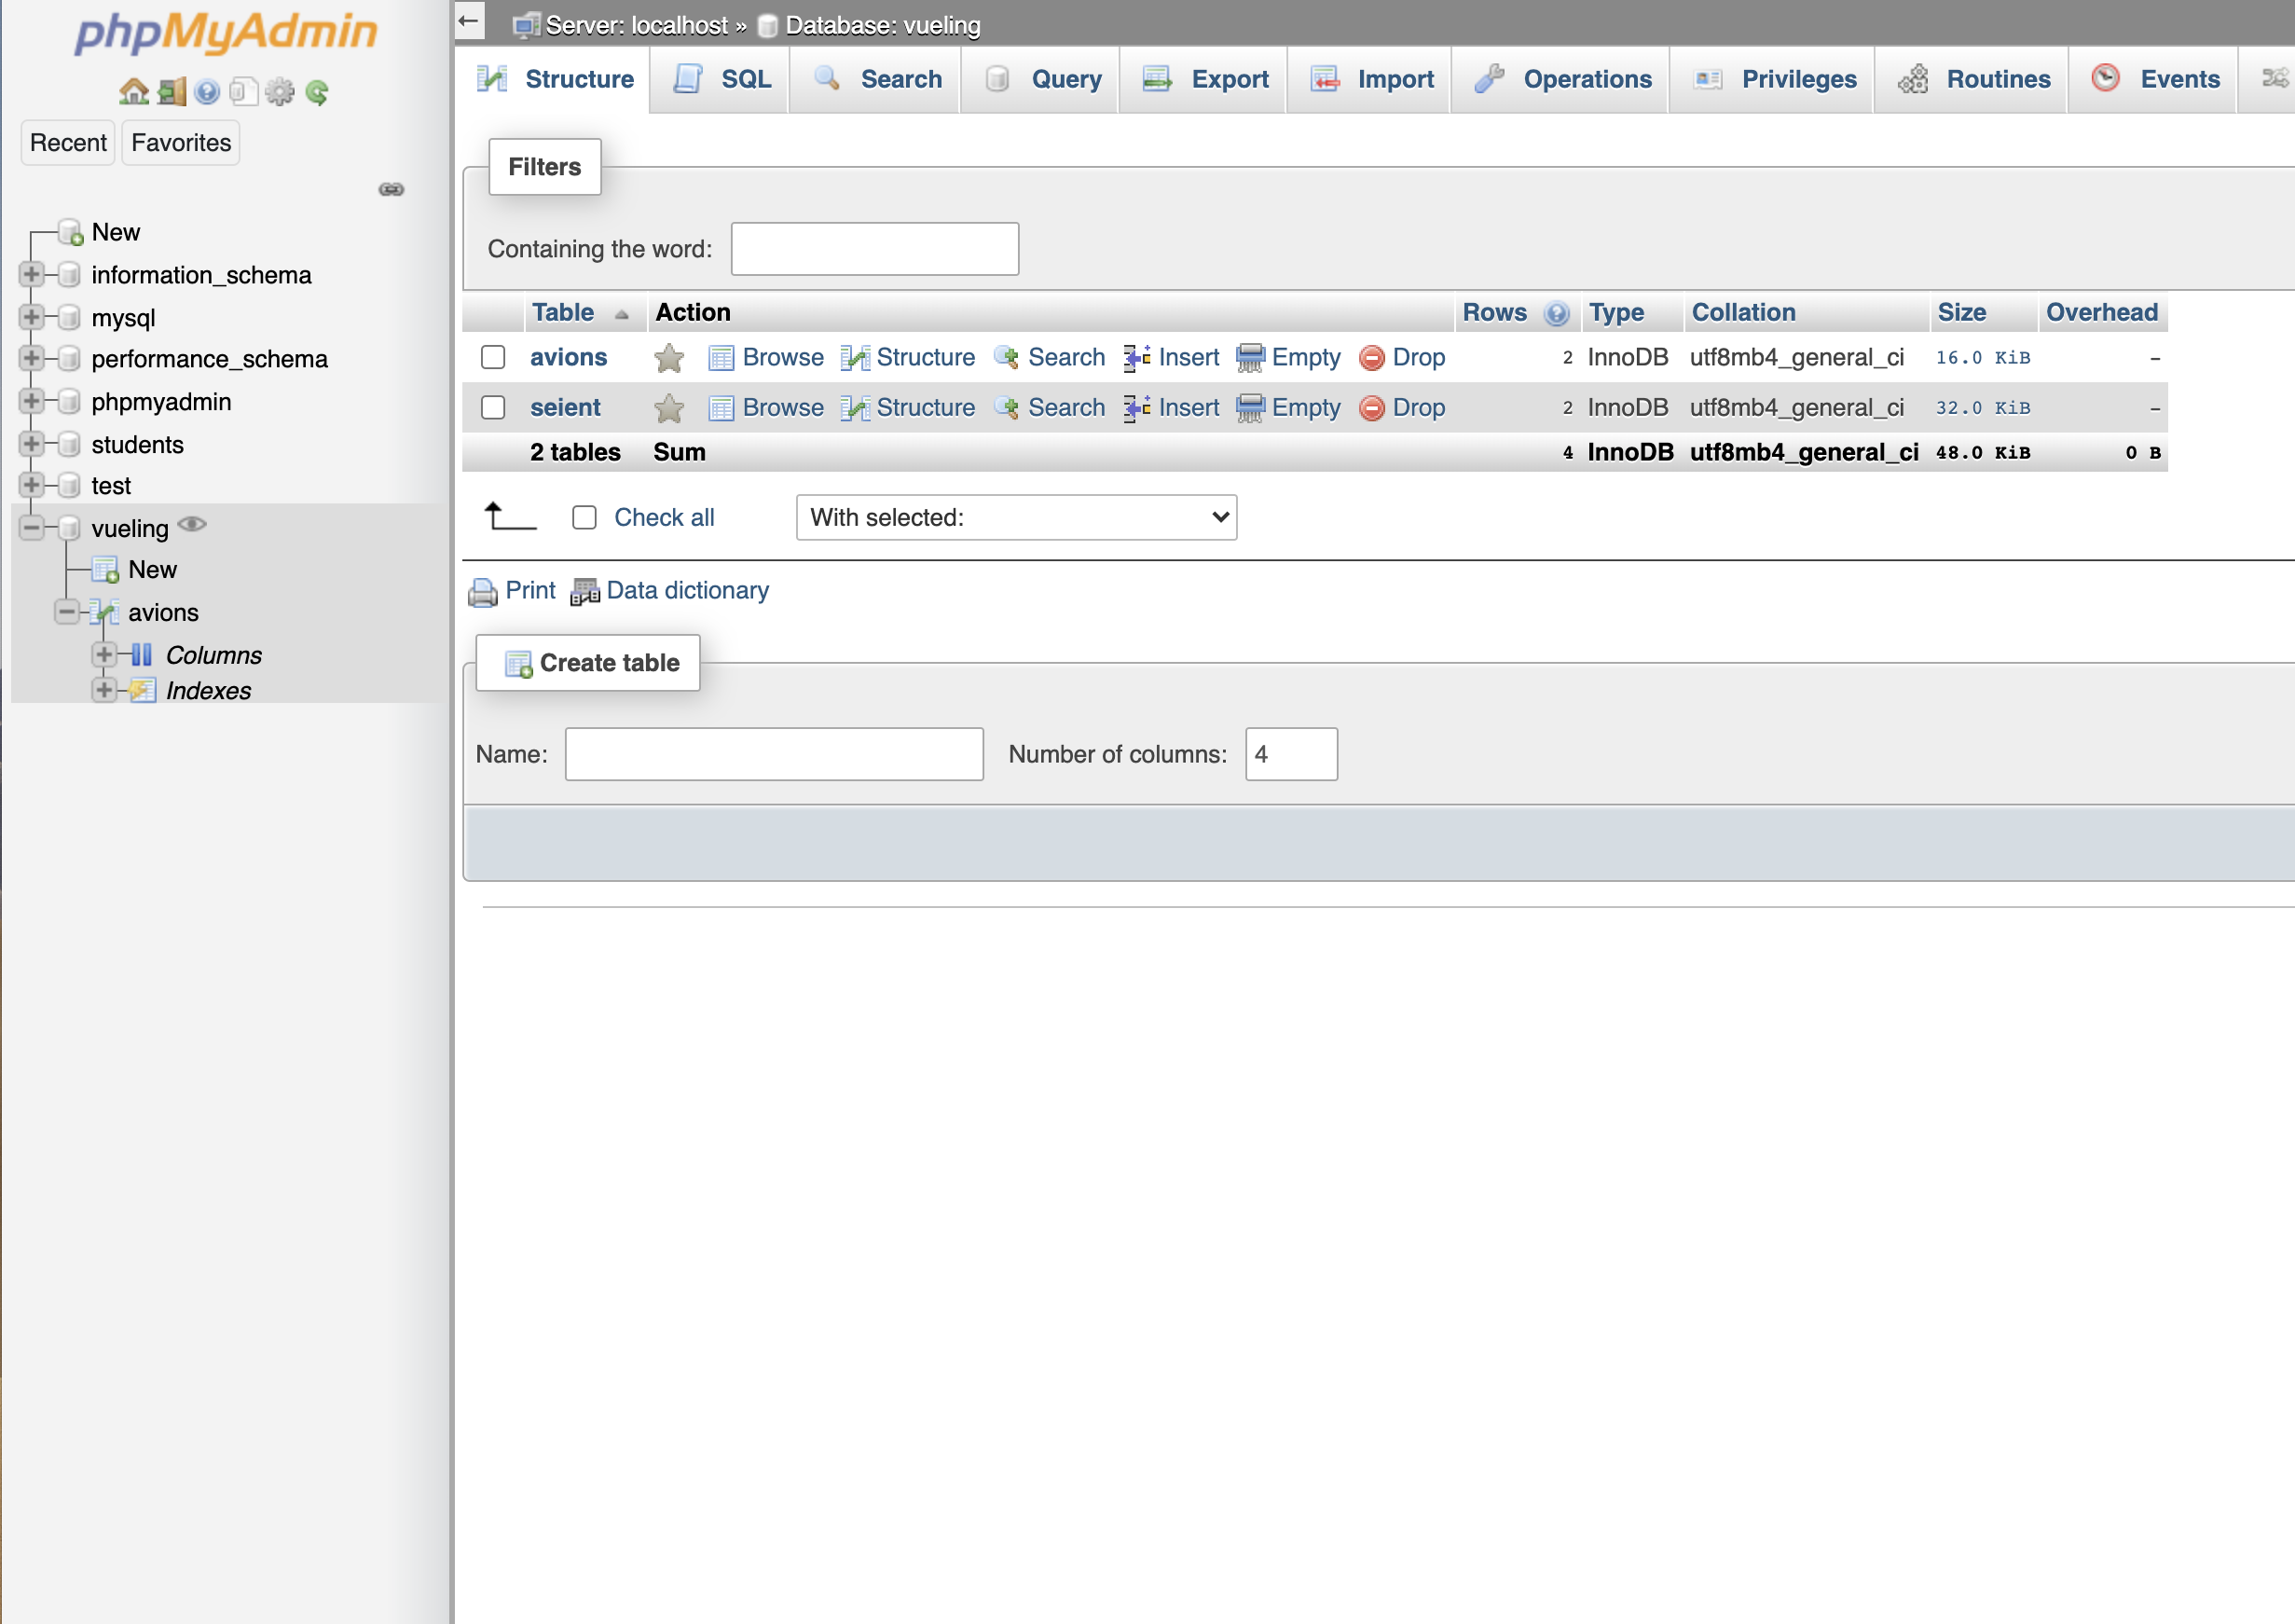 phpMyAdmin
Recent Favorites
New
information_schema
mysql
performance_schema
phpmyadmin
students
test
vueling
New
avions
Columns
Indexes
Server: localhost » Database: vueling
Structure SQL Search Query Export Import Operations Privileges Routines Events
Filters
Containing the word:
Table Action Rows Type Collation Size Overhead
avions Browse Structure Search Insert Empty Drop 2 InnoDB utf8mb4_general_ci 16.0 KiB -
seient Browse Structure Search Insert Empty Drop 2 InnoDB utf8mb4_general_ci 32.0 KiB -
2 tables Sum 4 InnoDB utf8mb4_general_ci 48.0 KiB 0 B
Check all With selected:
Print Data dictionary
Create table
Name: Number of columns: 4